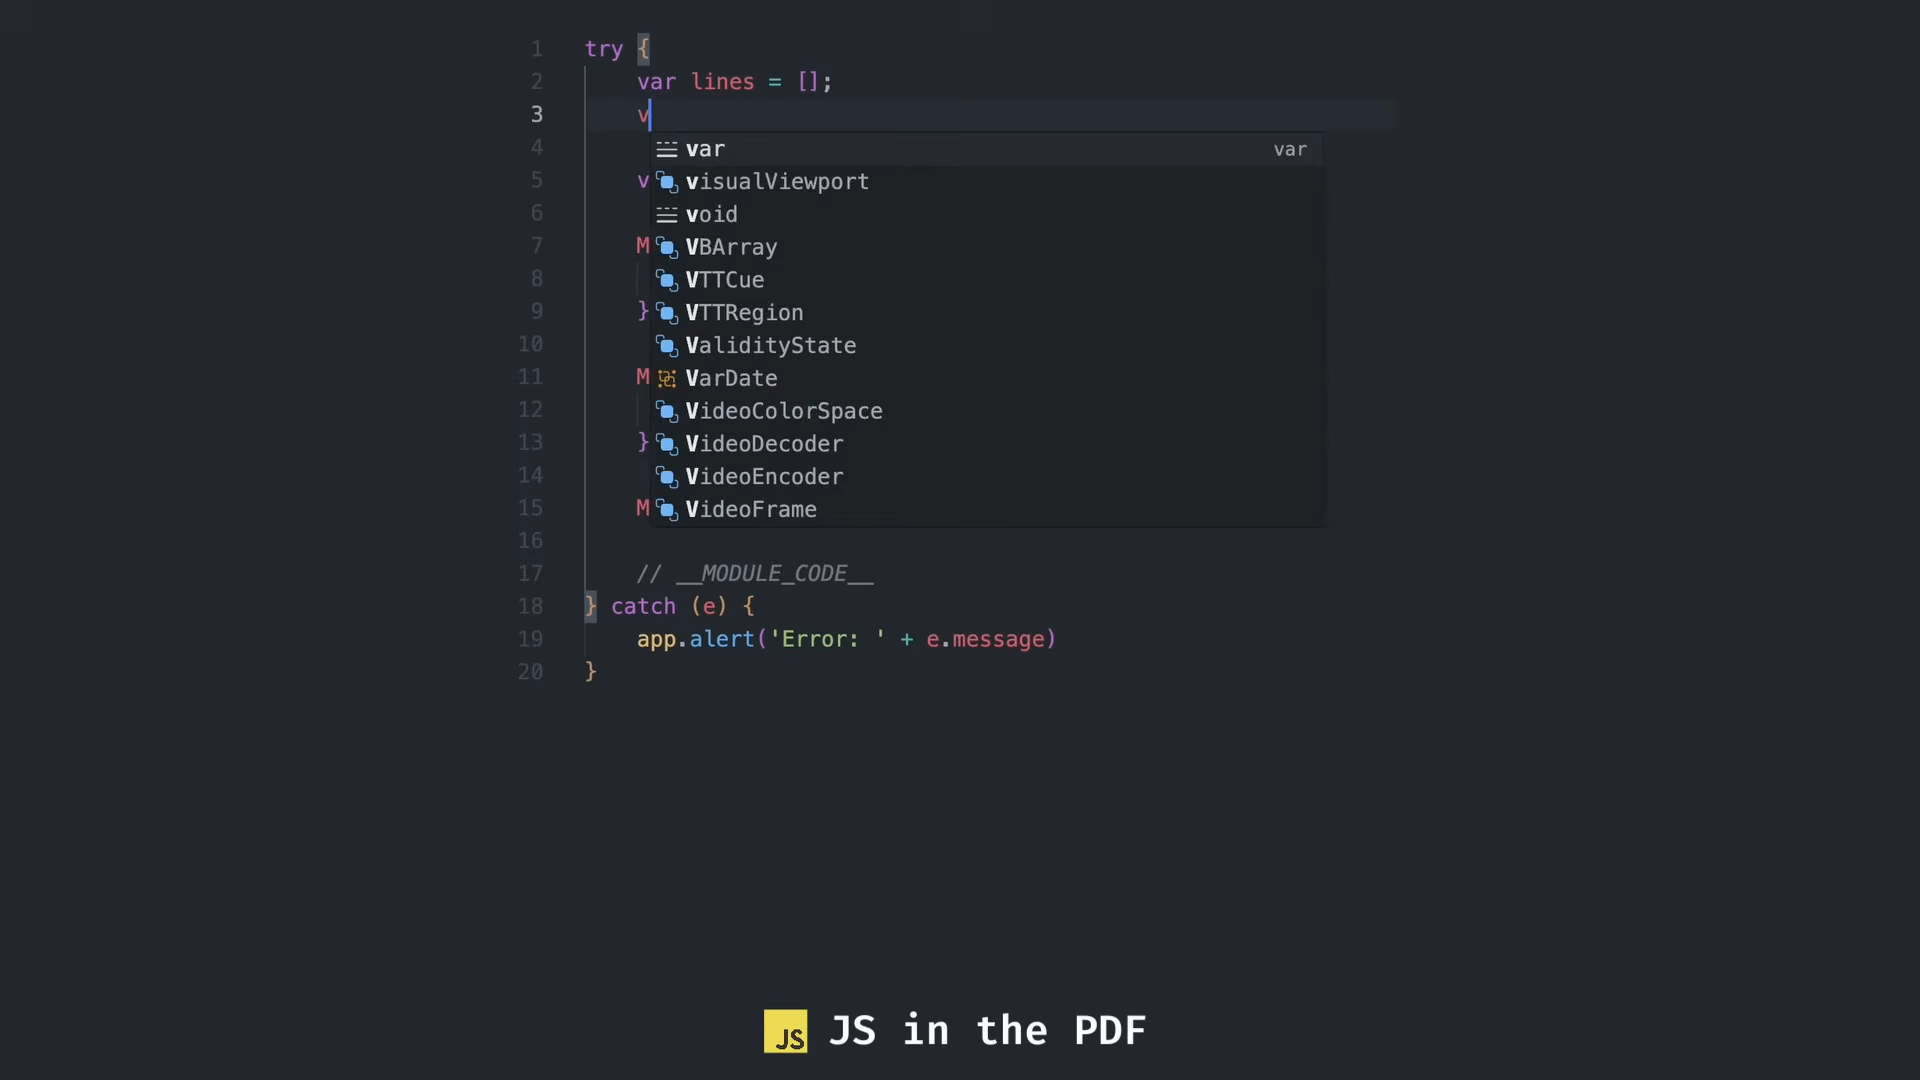 1 try {
2 var lines = [];
3 v
var var
4
5 v visualViewport
6 void
7 M VBArray
8 VTTCue
9 } VTTRegion
10 ValidityState
11 M VarDate
12 VideoColorSpace
13 } VideoDecoder
14 VideoEncoder
15 M VideoFrame
16
17 // __MODULE_CODE__
18 } catch (e) {
19 app.alert('Error: ' + e.message)
20 }
JS JS in the PDF